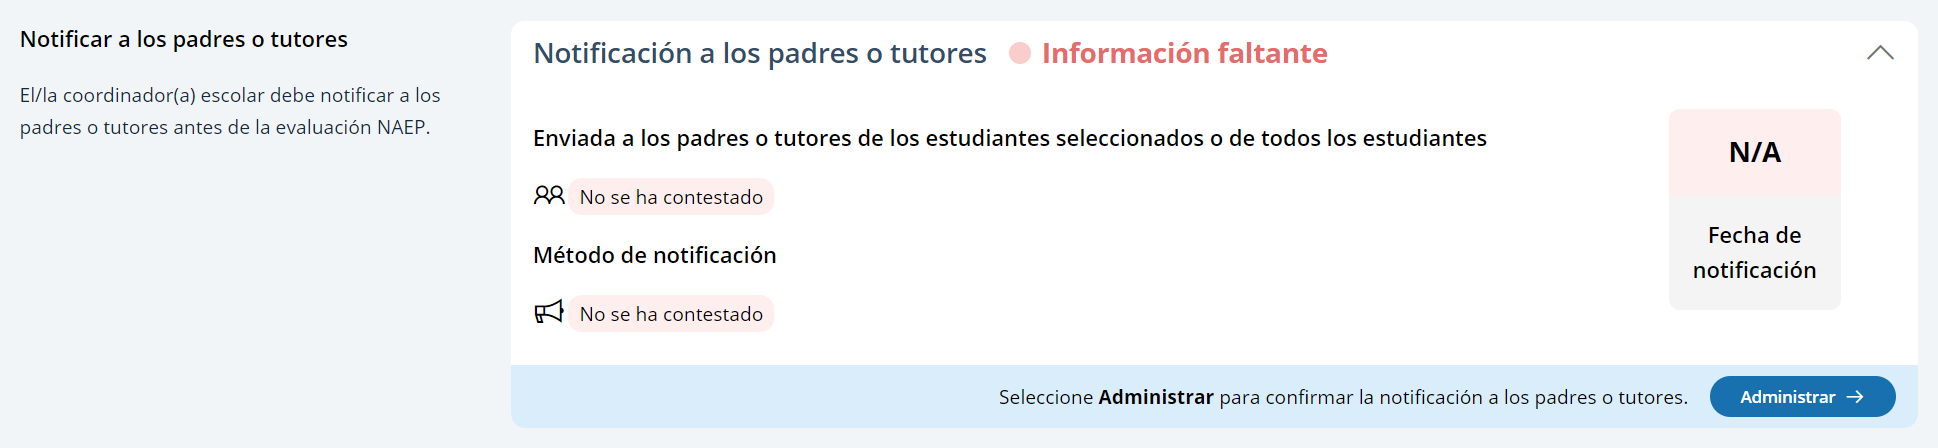 Notificar a los padres o tutores
El/la coordinador(a) escolar debe notificar a los
padres o tutores antes de la evaluación NAEP.
Notificación a los padres o tutores Información faltante
Enviada a los padres o tutores de los estudiantes seleccionados o de todos los estudiantes
No se ha contestado
Método de notificación
No se ha contestado
N/A
Fecha de
notificación
Seleccione Administrar para confirmar la notificación a los padres o tutores.
Administrar